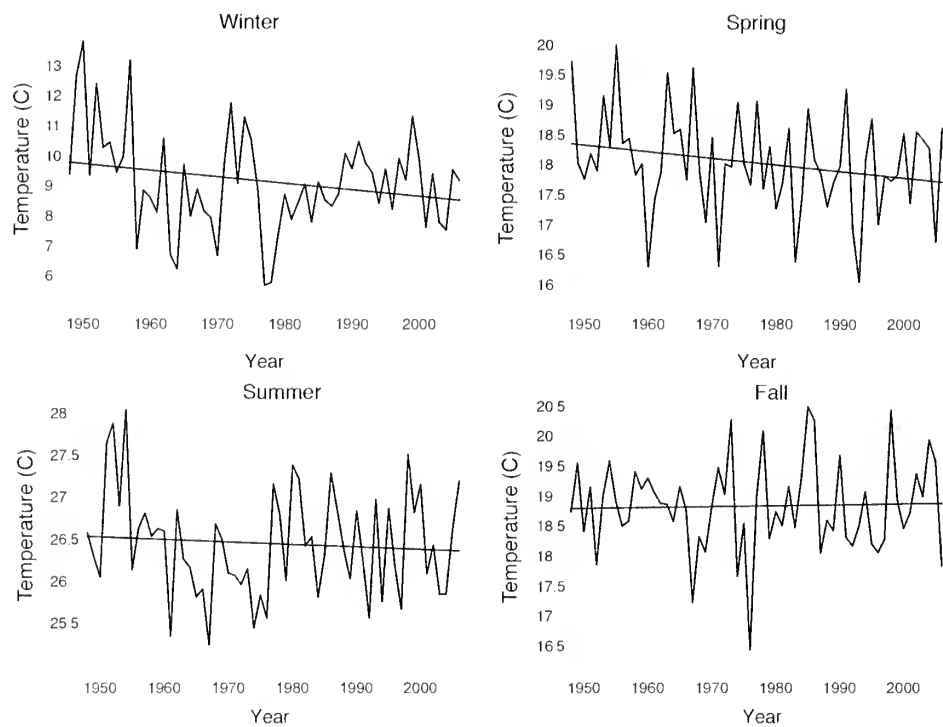 Winter
Temperature (C)
13
12
11
10
9
8
7
6
1950 1960 1970 1980 1990 2000
Year
Spring
Temperature (C)
20
19.5
19
18.5
18
17.5
17
16.5
16
1950 1960 1970 1980 1990 2000
Year
Summer
Temperature (C)
28
27.5
27
26.5
26
25 5
1950 1960 1970 1980 1990 2000
Year
Fall
Temperature (C)
20 5
20
19.5
19
18.5
18
17.5
17
16 5
1950 1960 1970 1980 1990 2000
Year